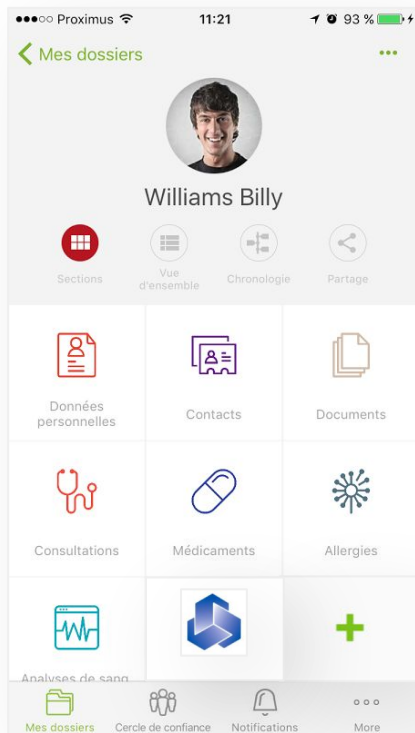 Proximus 11:21 93 %
Mes dossiers
Williams Billy
Sections Vue Chronologie Partage
d'ensemble
Données
personnelles Contacts Documents
Consultations Médicaments Allergies
Analyses de sang
Mes dossiers Cercle de confiance Notifications More